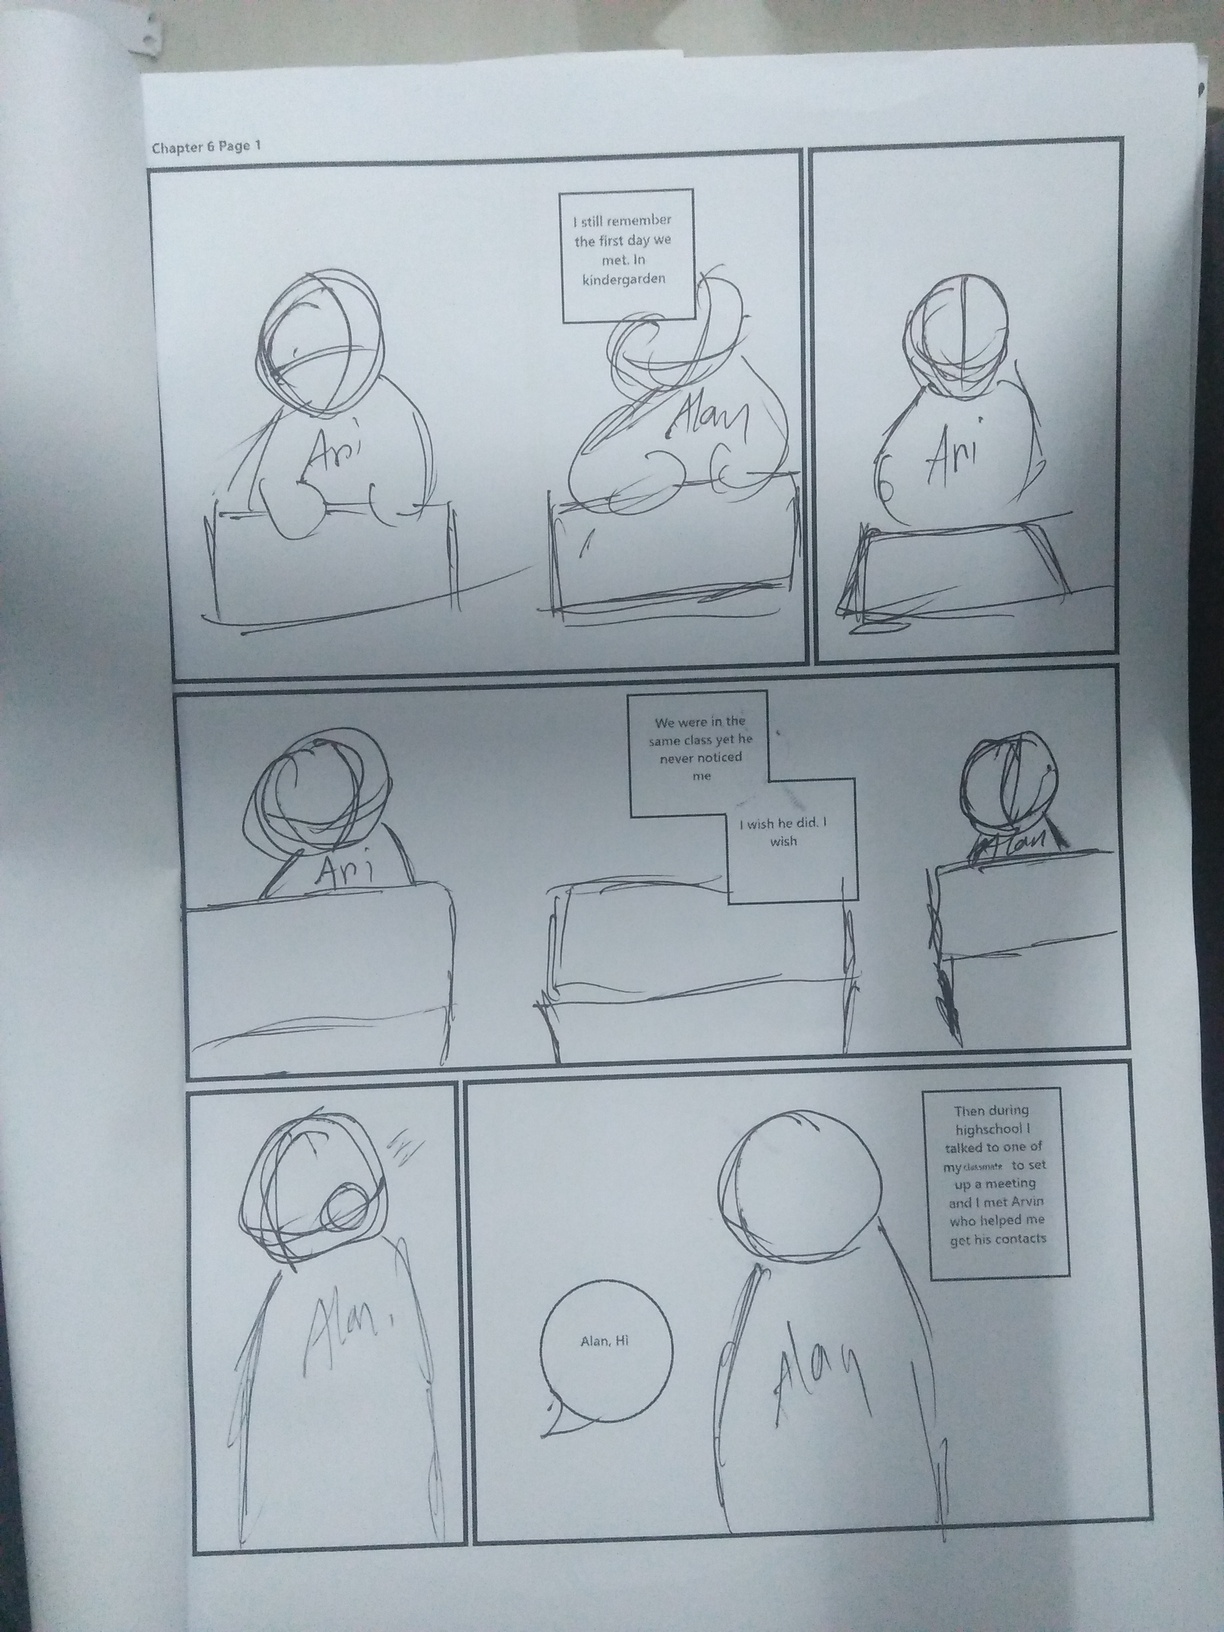 Chapter 6 Page 1
I still remember
the first day we
met. In
kindergarden
Ari
Alan
Ari
We were in the
same class yet he
never noticed
me
I wish he did. I
wish
Ari
Alan
Alan.
Then during
highschool I
talked to one of
my classmate to set
up a meeting
and I met Arvin
who helped me
get his contacts
Alan, Hi
Alan